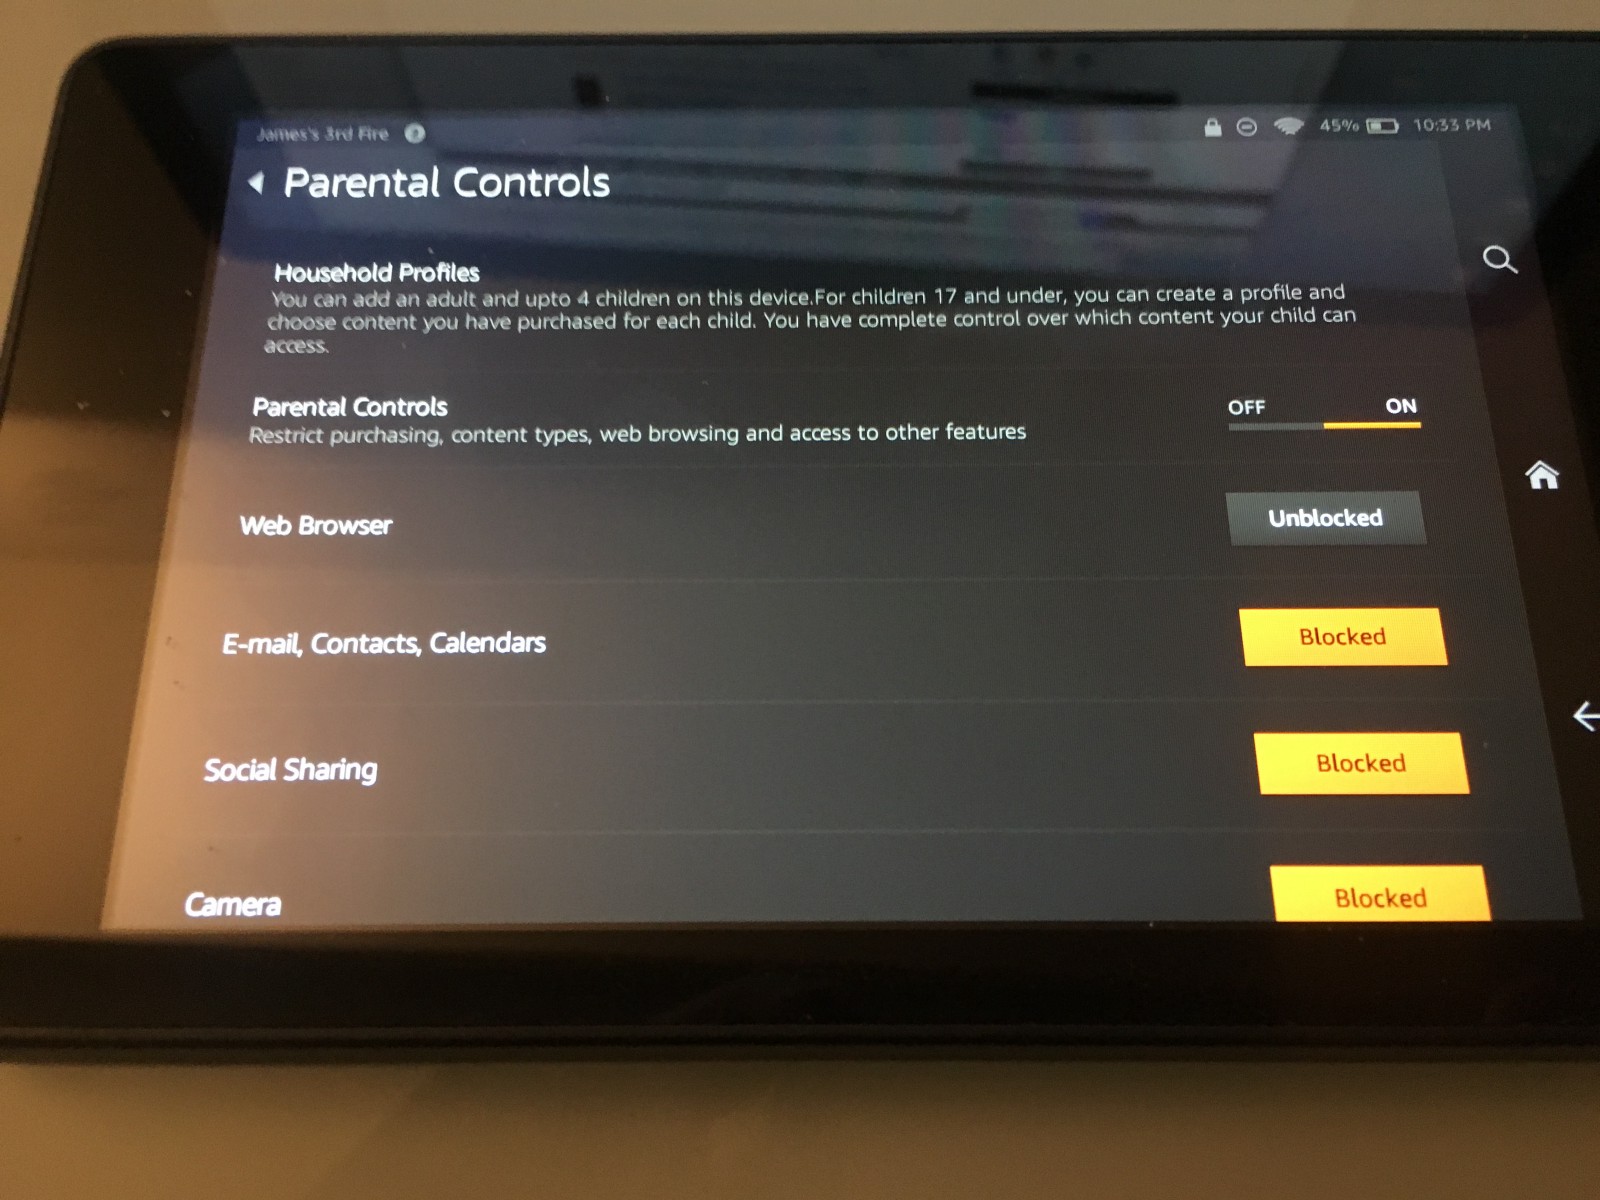 James's 3rd Fire 45% 10:33 PM
Parental Controls
Household Profiles
You can add an adult and upto 4 children on this device.For children 17 and under, you can create a profile and
choose content you have purchased for each child. You have complete control over which content your child can
access.
Parental Controls OFF ON
Restrict purchasing, content types, web browsing and access to other features
Web Browser Unblocked
E-mail, Contacts, Calendars Blocked
Social Sharing Blocked
Camera Blocked